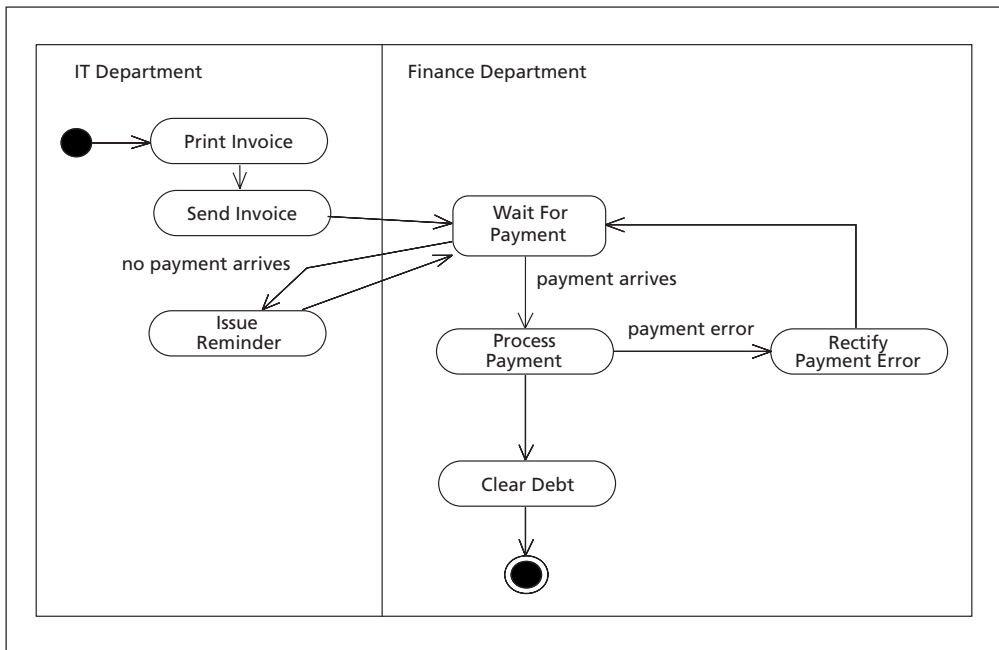 IT Department
Finance Department
Print Invoice
Send Invoice
Wait For
Payment
no payment arrives
payment arrives
Issue
Reminder
Process
Payment
payment error
Rectify
Payment Error
Clear Debt